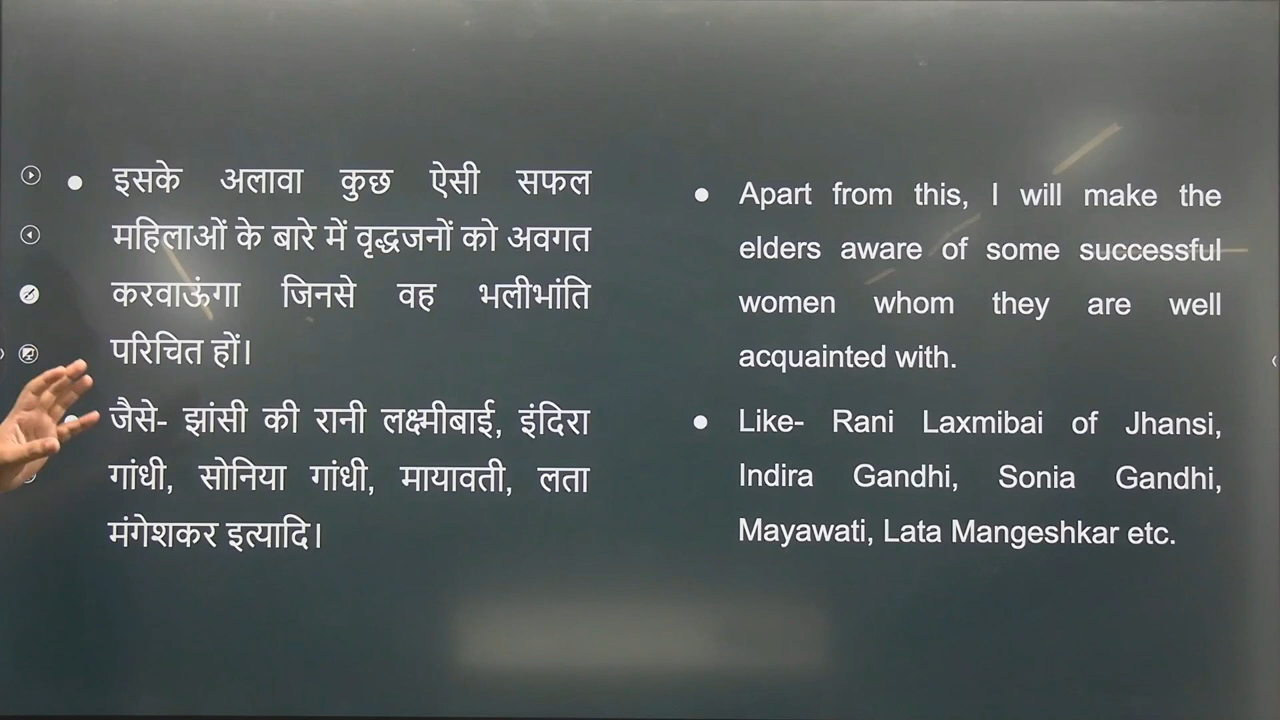 इसके अलावा कुछ ऐसी सफल
महिलाओं के बारे में वृद्धजनों को अवगत
करवाऊंगा जिनसे वह भलीभांति
परिचित हों।
जैसे- झांसी की रानी लक्ष्मीबाई, इंदिरा
गांधी, सोनिया गांधी, मायावती, लता
मंगेशकर इत्यादि।
Apart from this, I will make the
elders aware of some successful
women whom they are well
acquainted with.
Like- Rani Laxmibai of Jhansi,
Indira Gandhi, Sonia Gandhi,
Mayawati, Lata Mangeshkar etc.